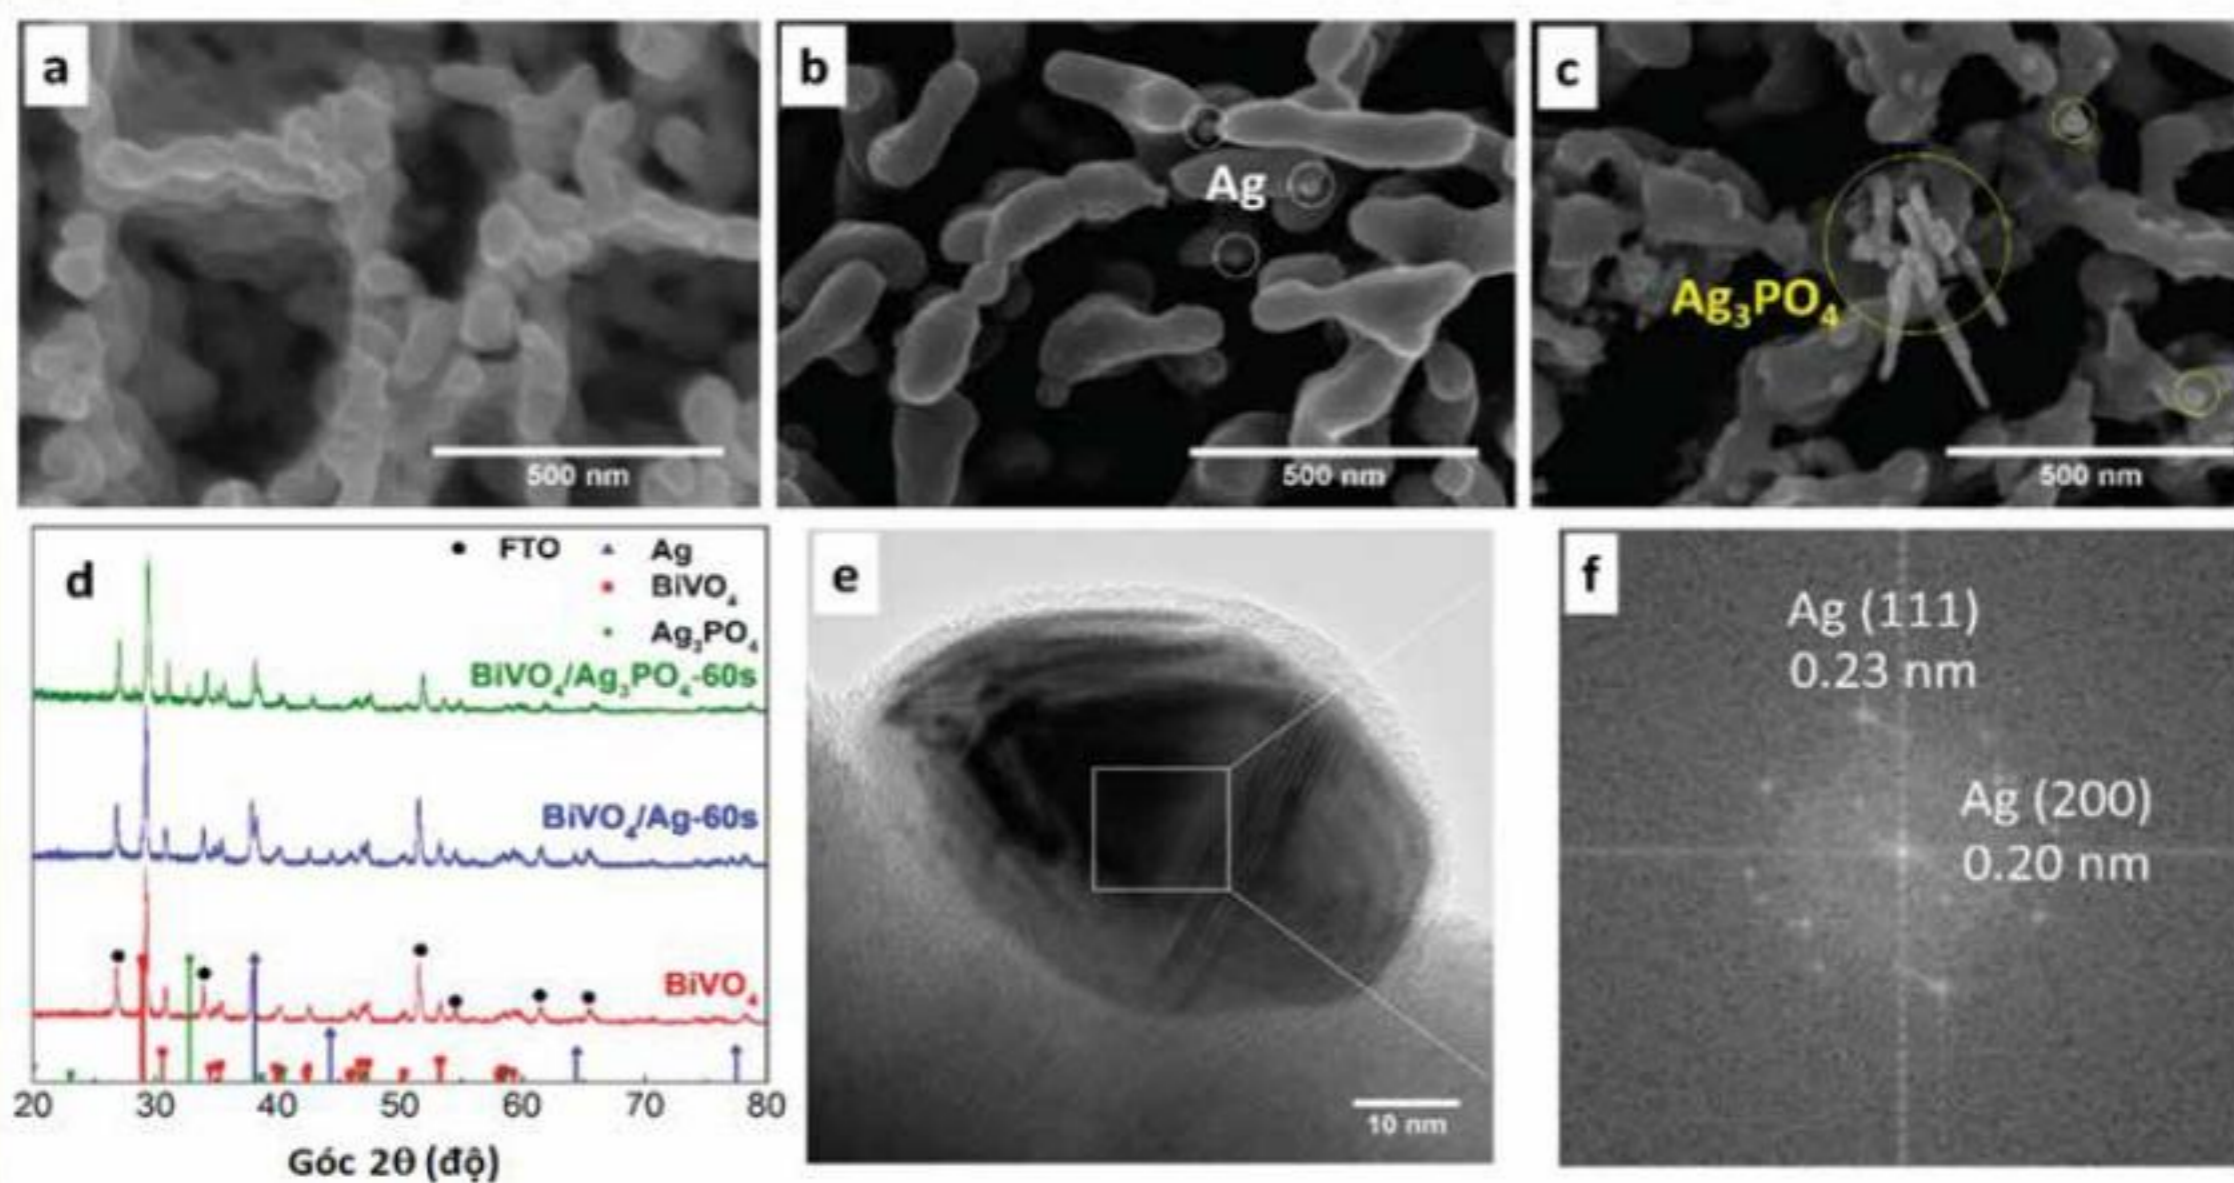 a
500 nm
b
Ag
500 nm
c
Ag₃PO₄
500 nm
d
FTO
Ag
BiVO₄
Ag₃PO₄
BiVO₄/Ag₃PO₄-60s
BiVO₄/Ag-60s
BiVO₄
20 30 40 50 60 70 80
Góc 2θ (độ)
e
10 nm
f
Ag (111)
0.23 nm
Ag (200)
0.20 nm